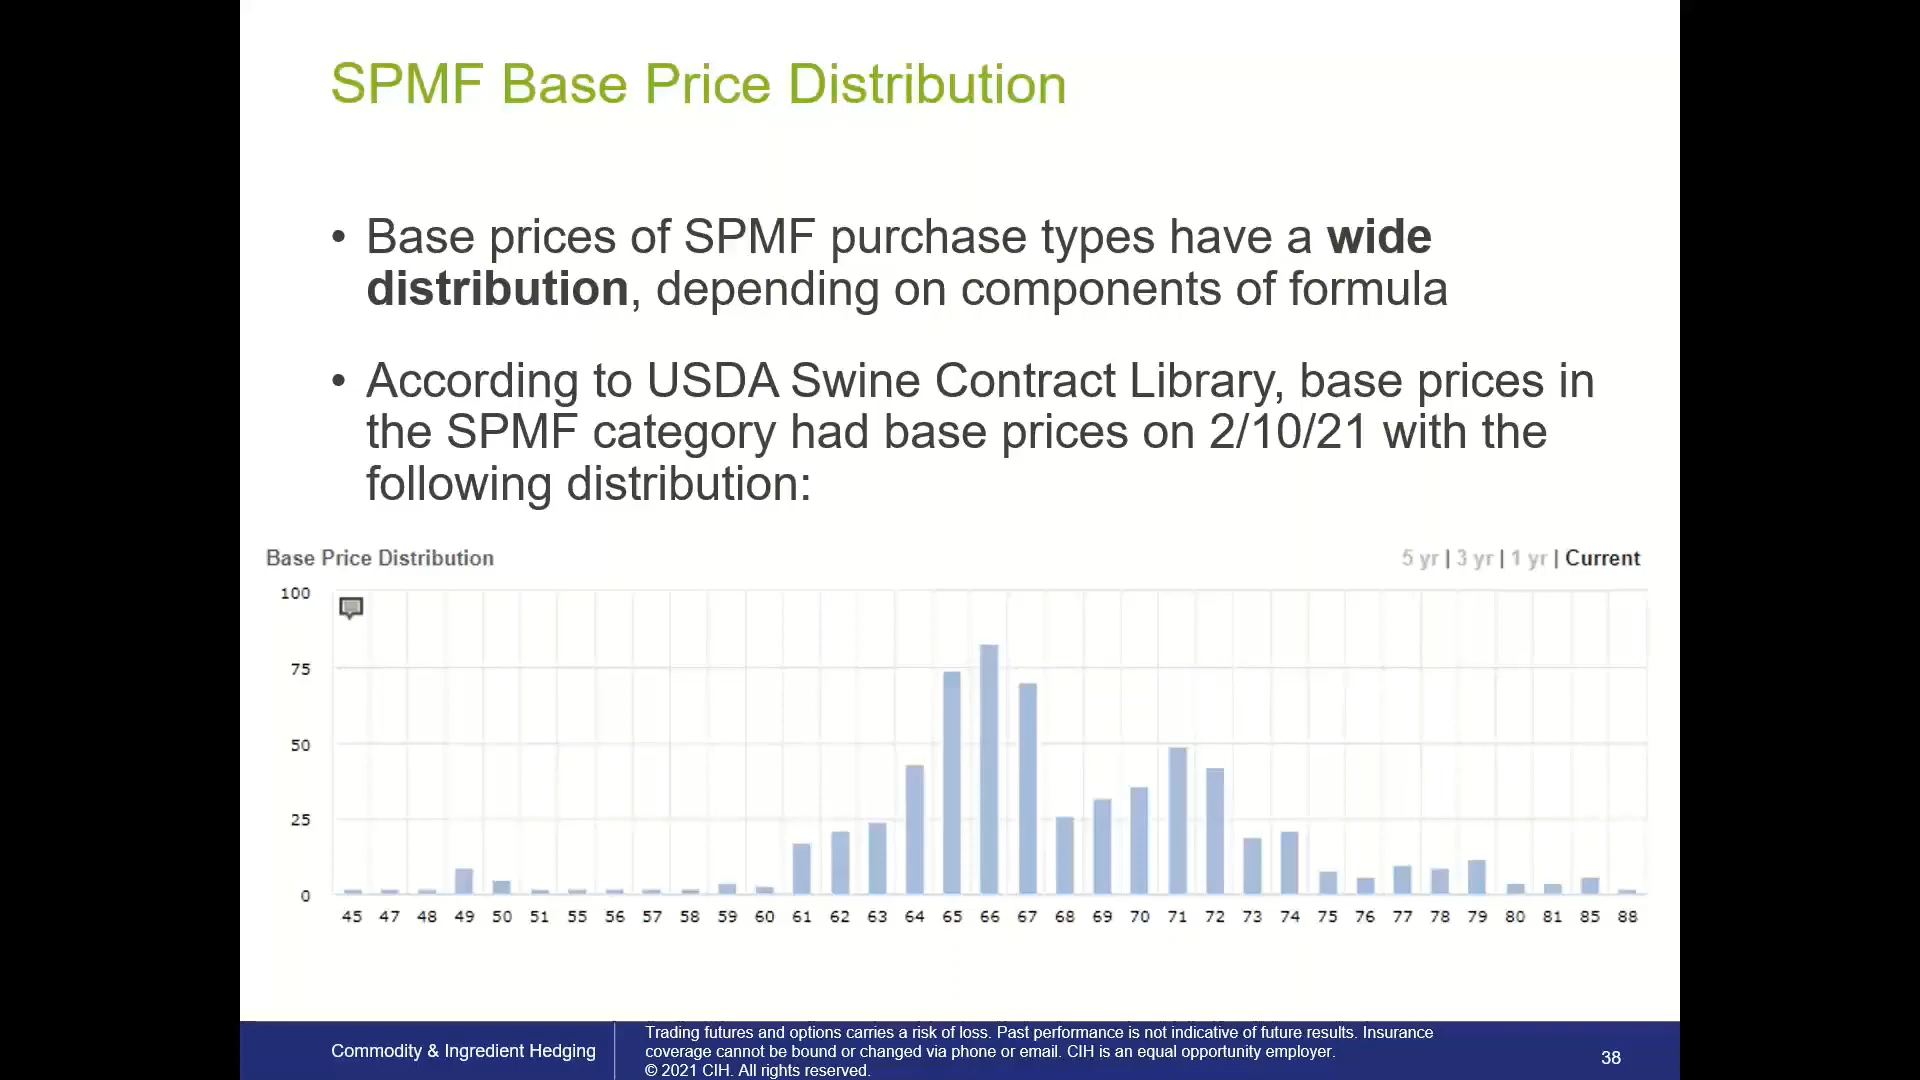 SPMF Base Price Distribution
• Base prices of SPMF purchase types have a wide
distribution, depending on components of formula
• According to USDA Swine Contract Library, base prices in
the SPMF category had base prices on 2/10/21 with the
following distribution:
Base Price Distribution
5 yr | 3 yr | 1 yr | Current
100
75
50
25
0
45 47 48 49 50 51 55 56 57 58 59 60 61 62 63 64 65 66 67 68 69 70 71 72 73 74 75 76 77 78 79 80 81 85 88
Commodity & Ingredient Hedging
Trading futures and options carries a risk of loss. Past performance is not indicative of future results. Insurance
coverage cannot be bound or changed via phone or email. CIH is an equal opportunity employer.
© 2021 CIH. All rights reserved.
38